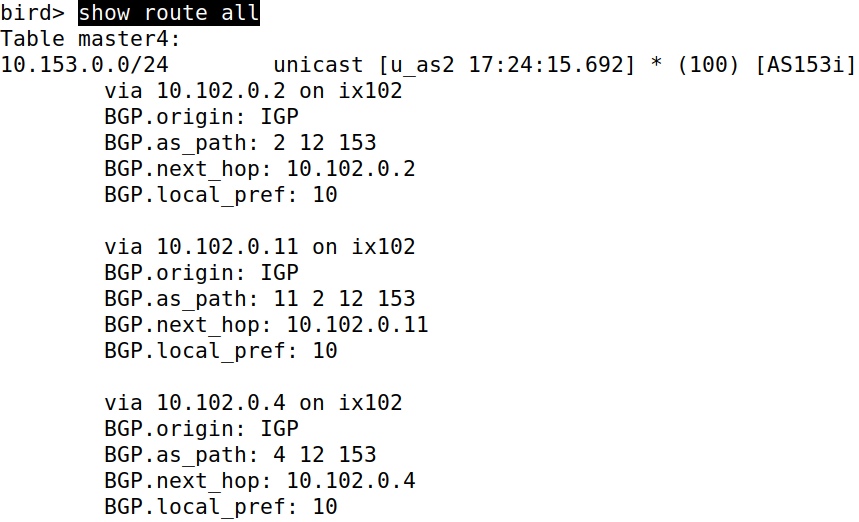 bird> show route all
Table master4:
10.153.0.0/24        unicast [u_as2 17:24:15.692] * (100) [AS153i]
        via 10.102.0.2 on ix102
        BGP.origin: IGP
        BGP.as_path: 2 12 153
        BGP.next_hop: 10.102.0.2
        BGP.local_pref: 10

        via 10.102.0.11 on ix102
        BGP.origin: IGP
        BGP.as_path: 11 2 12 153
        BGP.next_hop: 10.102.0.11
        BGP.local_pref: 10

        via 10.102.0.4 on ix102
        BGP.origin: IGP
        BGP.as_path: 4 12 153
        BGP.next_hop: 10.102.0.4
        BGP.local_pref: 10